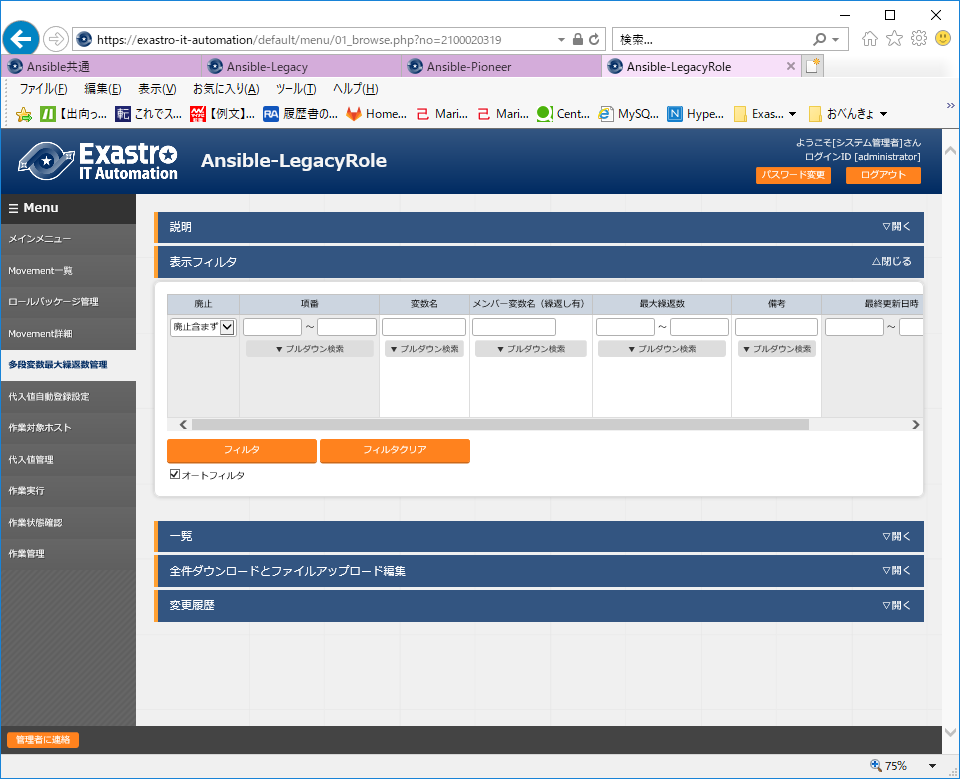 https://exastro-it-automation/default/menu/01_browse.php?no=2100020319
検索...
Ansible共通
Ansible-Legacy
Ansible-Pioneer
Ansible-LegacyRole
ファイル(F) 編集(E) 表示(V) お気に入り(A) ツール(T) ヘルプ(H)
【出向っ... これでス... 【例文】... 履歴書の... Home... Mari... Mari... Cent... MySQ... Hype... Exas... おべんきょ
Exastro
IT Automation
Ansible-LegacyRole
ようこそ[システム管理者]さん
ログインID [administrator]
パスワード変更 ログアウト
☰ Menu
メインメニュー
Movement一覧
ロールパッケージ管理
Movement詳細
多段変数最大繰返数管理
代入値自動登録設定
作業対象ホスト
代入値管理
作業実行
作業状態確認
作業管理
説明 ▽開く
表示フィルタ △閉じる
廃止 項番 変数名 メンバー変数名（繰返し有） 最大繰返数 備考 最終更新日時
廃止含まず ～ ～ ～
▼プルダウン検索 ▼プルダウン検索 ▼プルダウン検索 ▼プルダウン検索 ▼プルダウン検索
フィルタ フィルタクリア
オートフィルタ
一覧 ▽開く
全件ダウンロードとファイルアップロード編集 ▽開く
変更履歴 ▽開く
管理者に連絡
75%